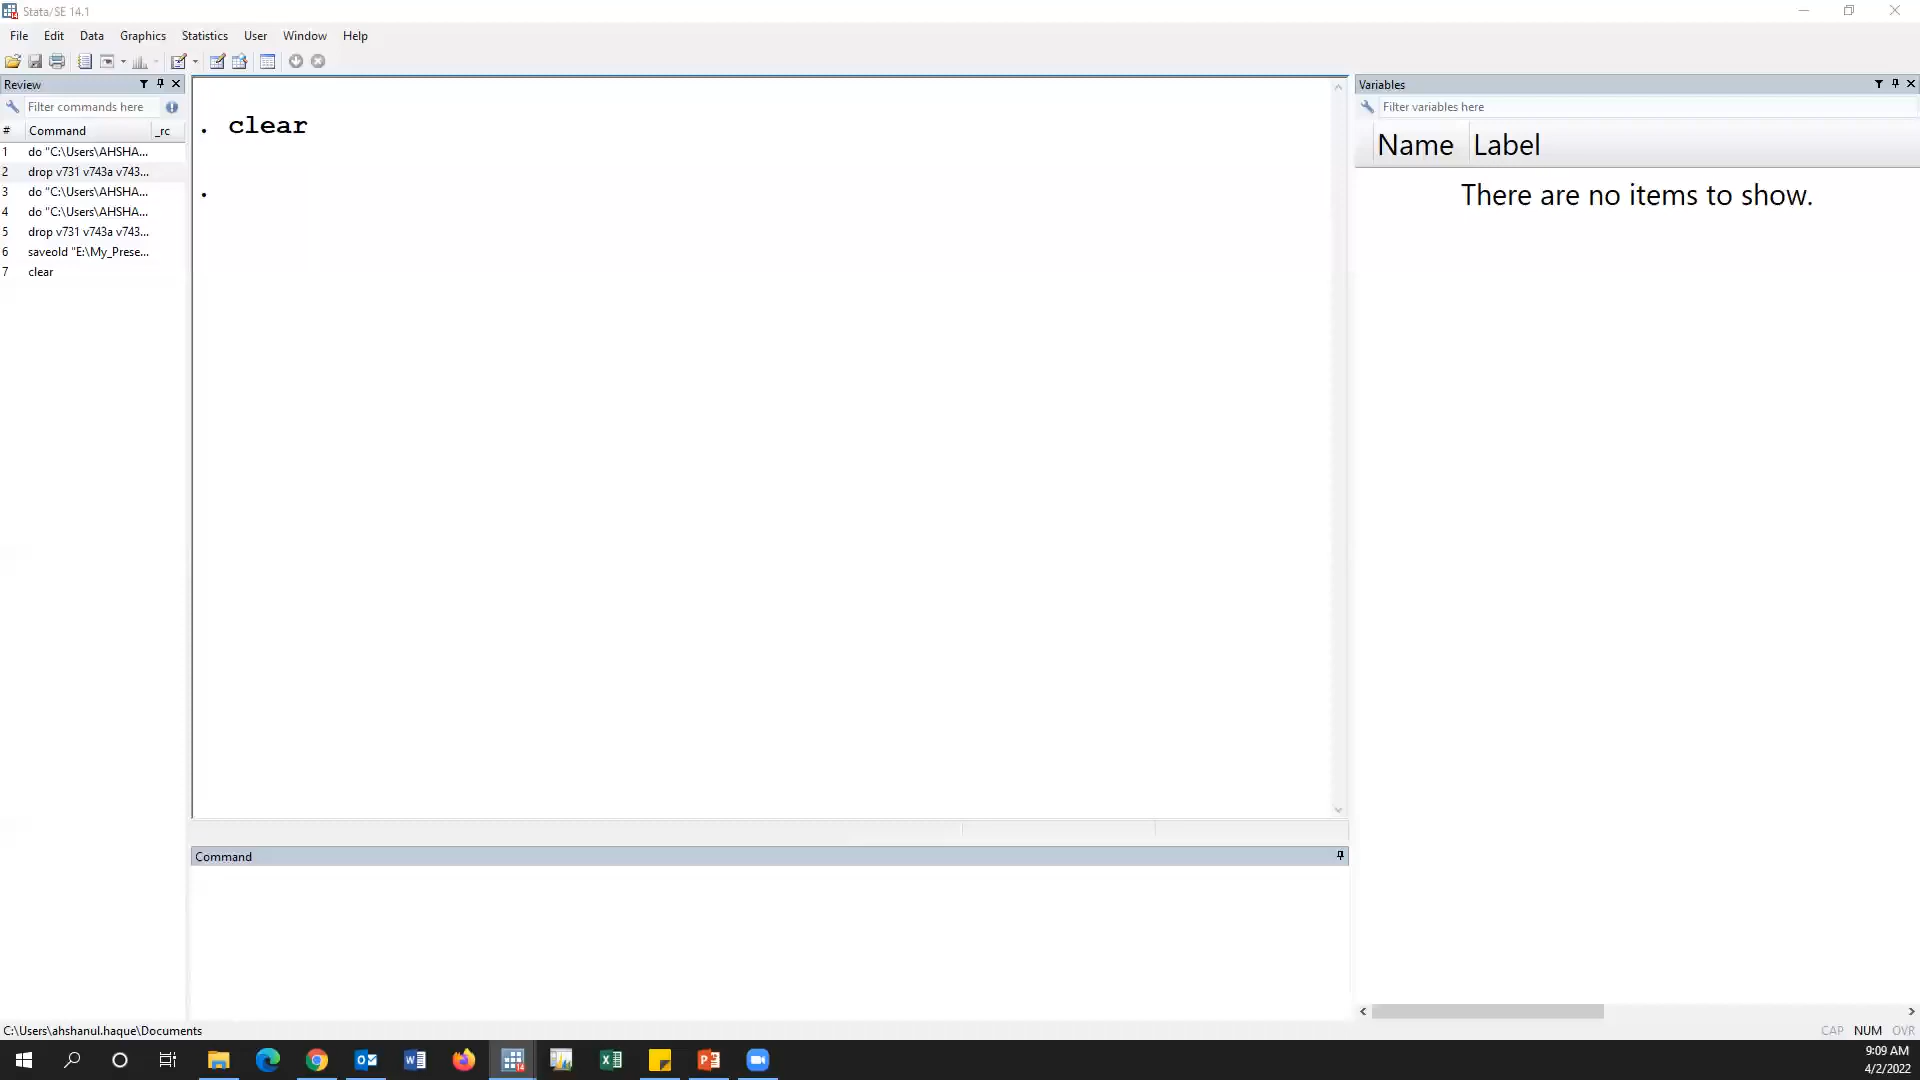 Stata/SE 14.1
File Edit Data Graphics Statistics User Window Help
Review
Filter commands here
# Command _rc
1 do "C:\Users\AHSHA...
2 drop v731 v743a v743...
3 do "C:\Users\AHSHA...
4 do "C:\Users\AHSHA...
5 drop v731 v743a v743...
6 saveold "E:\My_Prese...
7 clear
. clear
.
Command
Variables
Filter variables here
Name Label
There are no items to show.
C:\Users\ahshanul.haque\Documents
CAP NUM OVR
9:09 AM
4/2/2022